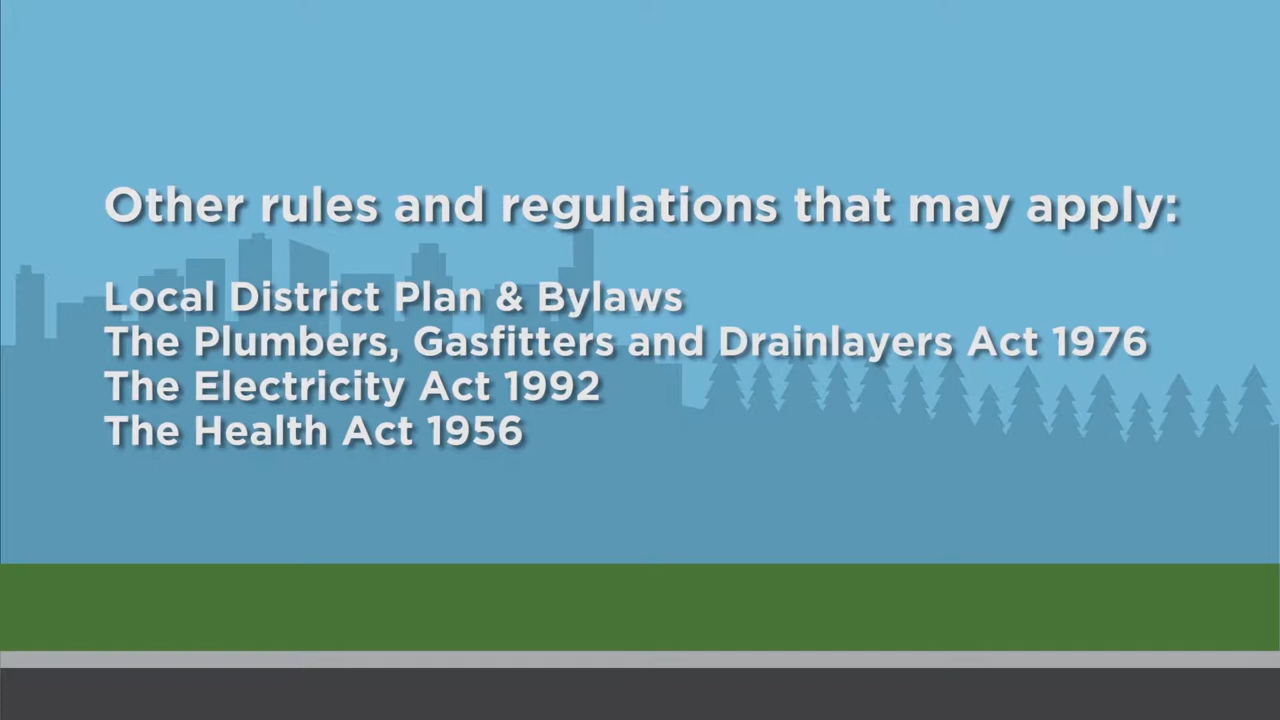 Other rules and regulations that may apply:
Local District Plan & Bylaws
The Plumbers, Gasfitters and Drainlayers Act 1976
The Electricity Act 1992
The Health Act 1956